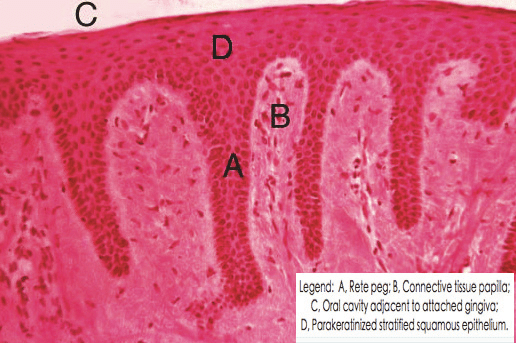 C
D
B
A
Legend: A, Rete peg; B, Connective tissue papilla;
C, Oral cavity adjacent to attached gingiva;
D, Parakeratinized stratified squamous epithelium.